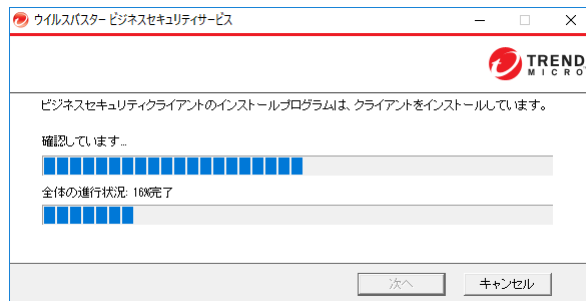 ウイルスバスター ビジネスセキュリティサービス
TREND
MICRO
ビジネスセキュリティクライアントのインストールプログラムは、クライアントをインストールしています。
確認しています...
全体の進行状況: 16%完了
次へ
キャンセル